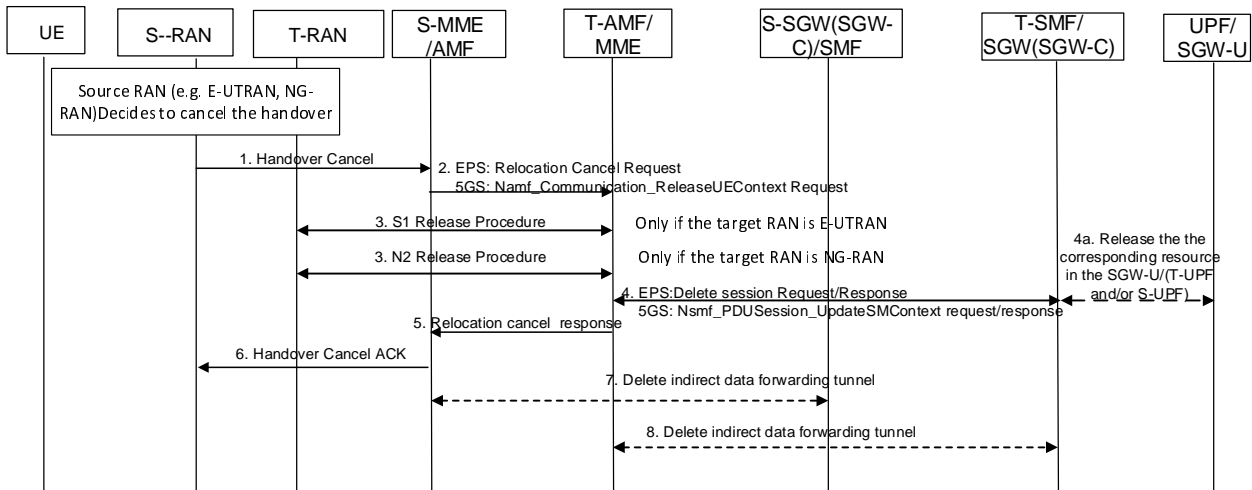 UE
S--RAN
T-RAN
S-MME
/AMF
T-AMF/
MME
S-SGW(SGW-
C)/SMF
T-SMF/
SGW(SGW-C)
UPF/
SGW-U
Source RAN (e.g. E-UTRAN, NG-
RAN)Decides to cancel the handover
1. Handover Cancel
2. EPS: Relocation Cancel Request
5GS: Namf_Communication_ReleaseUEContext Request
3. S1 Release Procedure
Only if the target RAN is E-UTRAN
3. N2 Release Procedure
Only if the target RAN is NG-RAN
4a. Release the the
corresponding resource
in the SGW-U/(T-UPF
and/or S-UPF)
4. EPS:Delete session Request/Response
5GS: Nsmf_PDUSession_UpdateSMContext request/response
5. Relocation cancel response
6. Handover Cancel ACK
7. Delete indirect data forwarding tunnel
8. Delete indirect data forwarding tunnel